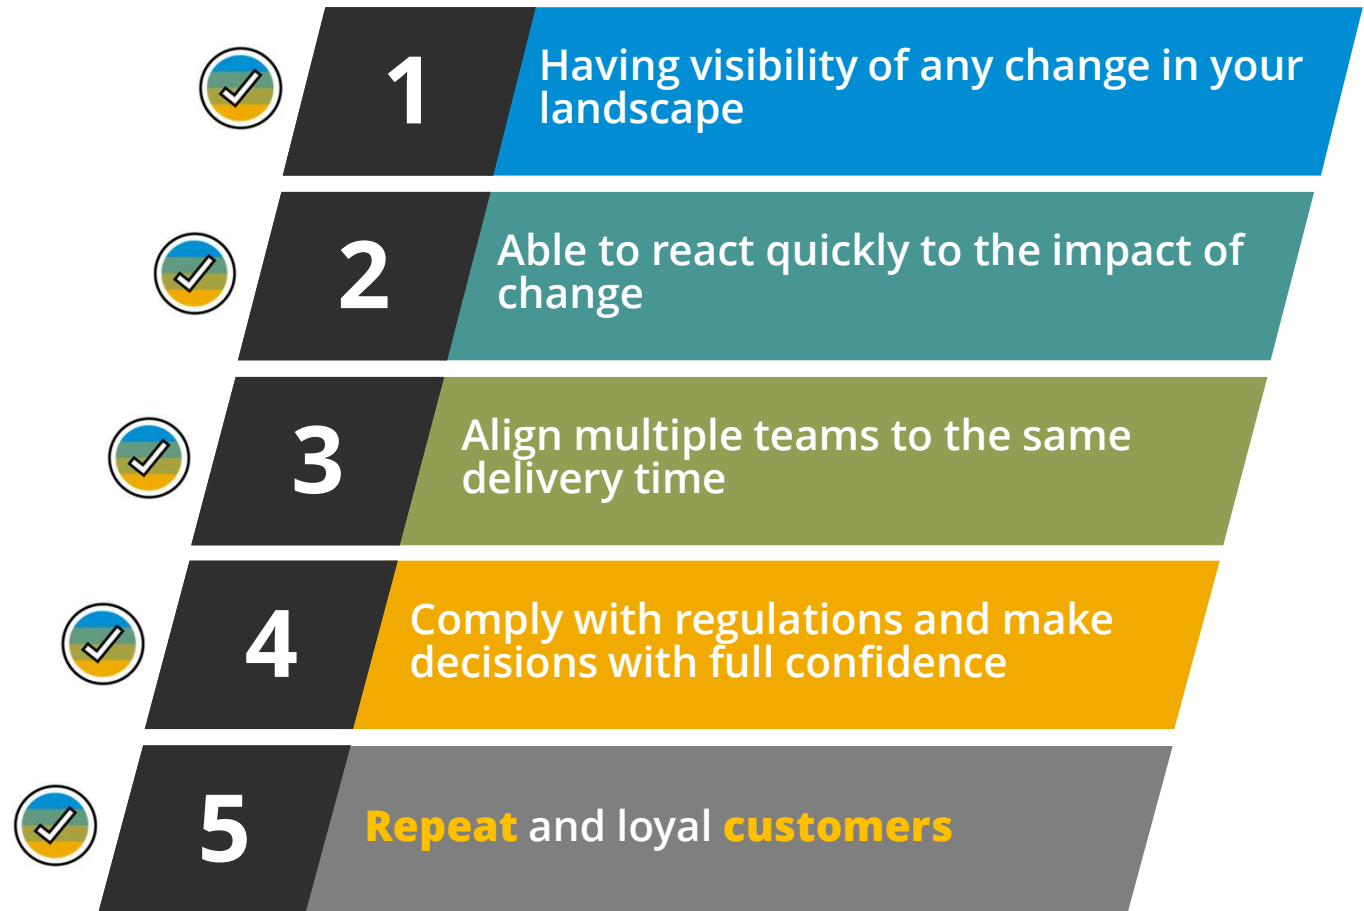 1
Having visibility of any change in your
landscape
2
Able to react quickly to the impact of
change
3
Align multiple teams to the same
delivery time
4
Comply with regulations and make
decisions with full confidence
5
Repeat and loyal customers